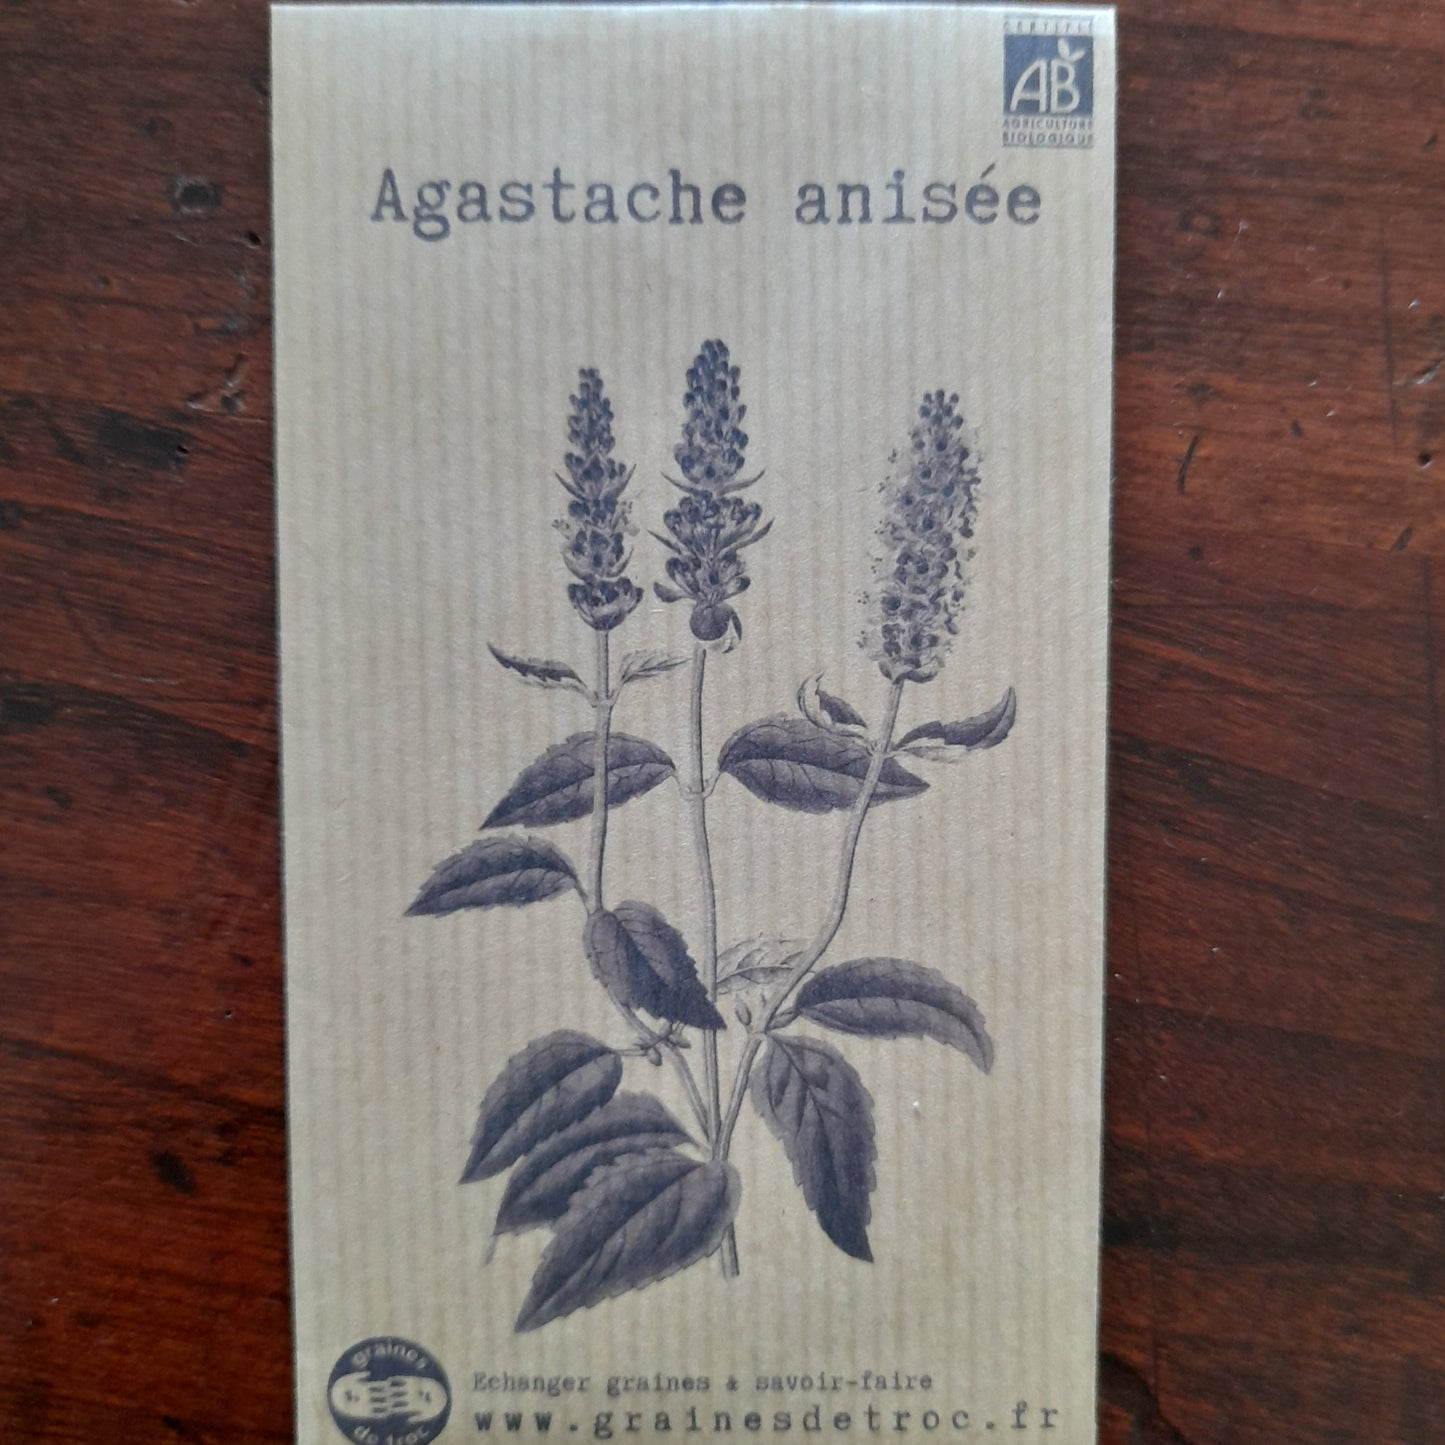 CERTIFIÉ
AB
AGRICULTURE
BIOLOGIQUE
Agastache anisée
graines
de troc
Echanger graines & savoir-faire
www.grainesdetroc.fr